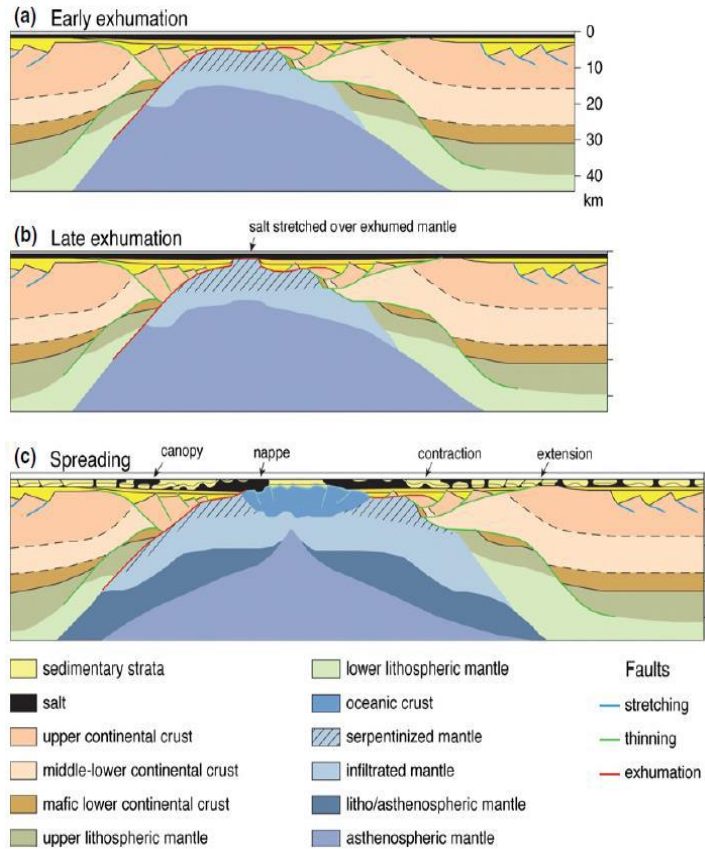 (a) Early exhumation
0
10
20
30
40
km
(b) Late exhumation
salt stretched over exhumed mantle
(c) Spreading
canopy
nappe
contraction
extension
sedimentary strata
salt
upper continental crust
middle-lower continental crust
mafic lower continental crust
upper lithospheric mantle
lower lithospheric mantle
oceanic crust
serpentinized mantle
infiltrated mantle
litho/asthenospheric mantle
asthenospheric mantle
Faults
stretching
thinning
exhumation